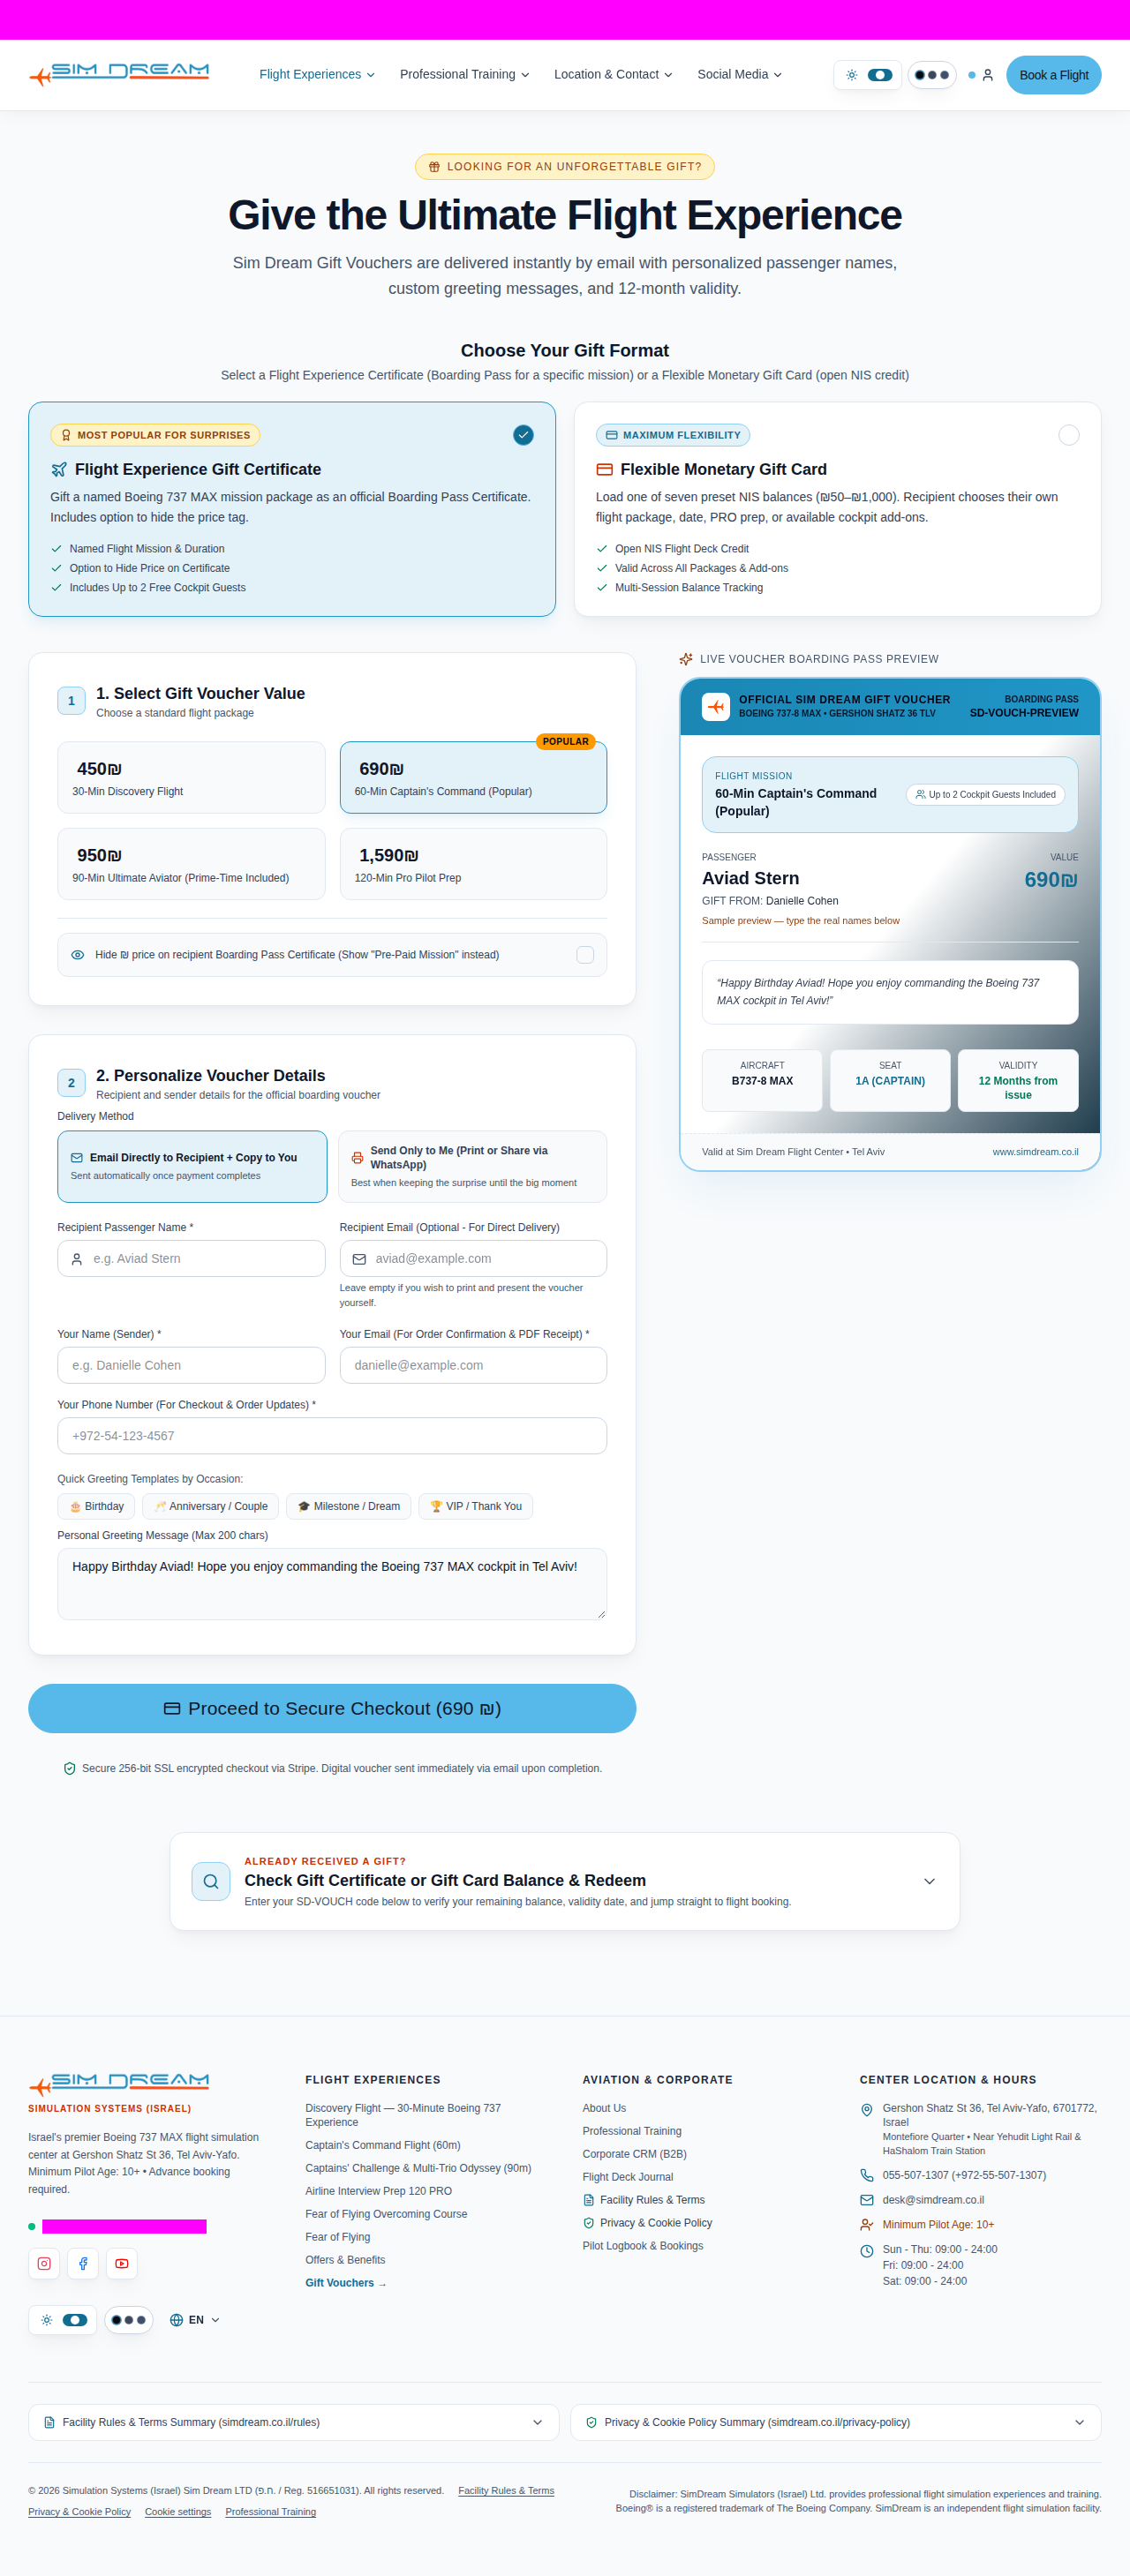 SIM DREAM
Flight Experiences
Professional Training
Location & Contact
Social Media
Book a Flight
LOOKING FOR AN UNFORGETTABLE GIFT?
Give the Ultimate Flight Experience
Sim Dream Gift Vouchers are delivered instantly by email with personalized passenger names,
custom greeting messages, and 12-month validity.
Choose Your Gift Format
Select a Flight Experience Certificate (Boarding Pass for a specific mission) or a Flexible Monetary Gift Card (open NIS credit)
MOST POPULAR FOR SURPRISES
Flight Experience Gift Certificate
Gift a named Boeing 737 MAX mission package as an official Boarding Pass Certificate.
Includes option to hide the price tag.
Named Flight Mission & Duration
Option to Hide Price on Certificate
Includes Up to 2 Free Cockpit Guests
MAXIMUM FLEXIBILITY
Flexible Monetary Gift Card
Load one of seven preset NIS balances (₪50–₪1,000). Recipient chooses their own
flight package, date, PRO prep, or available cockpit add-ons.
Open NIS Flight Deck Credit
Valid Across All Packages & Add-ons
Multi-Session Balance Tracking
1
1. Select Gift Voucher Value
Choose a standard flight package
450₪
30-Min Discovery Flight
POPULAR
690₪
60-Min Captain's Command (Popular)
950₪
90-Min Ultimate Aviator (Prime-Time Included)
1,590₪
120-Min Pro Pilot Prep
Hide ₪ price on recipient Boarding Pass Certificate (Show "Pre-Paid Mission" instead)
2
2. Personalize Voucher Details
Recipient and sender details for the official boarding voucher
Delivery Method
Email Directly to Recipient + Copy to You
Sent automatically once payment completes
Send Only to Me (Print or Share via
WhatsApp)
Best when keeping the surprise until the big moment
Recipient Passenger Name *
e.g. Aviad Stern
Recipient Email (Optional - For Direct Delivery)
aviad@example.com
Leave empty if you wish to print and present the voucher
yourself.
Your Name (Sender) *
e.g. Danielle Cohen
Your Email (For Order Confirmation & PDF Receipt) *
danielle@example.com
Your Phone Number (For Checkout & Order Updates) *
+972-54-123-4567
Quick Greeting Templates by Occasion:
🎂 Birthday
🥂 Anniversary / Couple
🎓 Milestone / Dream
🏆 VIP / Thank You
Personal Greeting Message (Max 200 chars)
Happy Birthday Aviad! Hope you enjoy commanding the Boeing 737 MAX cockpit in Tel Aviv!
Proceed to Secure Checkout (690 ₪)
Secure 256-bit SSL encrypted checkout via Stripe. Digital voucher sent immediately via email upon completion.
LIVE VOUCHER BOARDING PASS PREVIEW
OFFICIAL SIM DREAM GIFT VOUCHER
BOEING 737-8 MAX • GERSHON SHATZ 36 TLV
BOARDING PASS
SD-VOUCH-PREVIEW
FLIGHT MISSION
60-Min Captain's Command
(Popular)
Up to 2 Cockpit Guests Included
PASSENGER
Aviad Stern
GIFT FROM: Danielle Cohen
Sample preview — type the real names below
VALUE
690₪
“Happy Birthday Aviad! Hope you enjoy commanding the Boeing 737
MAX cockpit in Tel Aviv!”
AIRCRAFT
B737-8 MAX
SEAT
1A (CAPTAIN)
VALIDITY
12 Months from
issue
Valid at Sim Dream Flight Center • Tel Aviv
www.simdream.co.il
ALREADY RECEIVED A GIFT?
Check Gift Certificate or Gift Card Balance & Redeem
Enter your SD-VOUCH code below to verify your remaining balance, validity date, and jump straight to flight booking.
SIM DREAM
SIMULATION SYSTEMS (ISRAEL)
Israel's premier Boeing 737 MAX flight simulation
center at Gershon Shatz St 36, Tel Aviv-Yafo.
Minimum Pilot Age: 10+ • Advance booking
required.
EN
FLIGHT EXPERIENCES
Discovery Flight — 30-Minute Boeing 737
Experience
Captain's Command Flight (60m)
Captains' Challenge & Multi-Trio Odyssey (90m)
Airline Interview Prep 120 PRO
Fear of Flying Overcoming Course
Fear of Flying
Offers & Benefits
Gift Vouchers →
AVIATION & CORPORATE
About Us
Professional Training
Corporate CRM (B2B)
Flight Deck Journal
Facility Rules & Terms
Privacy & Cookie Policy
Pilot Logbook & Bookings
CENTER LOCATION & HOURS
Gershon Shatz St 36, Tel Aviv-Yafo, 6701772,
Israel
Montefiore Quarter • Near Yehudit Light Rail &
HaShalom Train Station
055-507-1307 (+972-55-507-1307)
desk@simdream.co.il
Minimum Pilot Age: 10+
Sun - Thu: 09:00 - 24:00
Fri: 09:00 - 24:00
Sat: 09:00 - 24:00
Facility Rules & Terms Summary (simdream.co.il/rules)
Privacy & Cookie Policy Summary (simdream.co.il/privacy-policy)
© 2026 Simulation Systems (Israel) Sim Dream LTD (ח.פ. / Reg. 516651031). All rights reserved.
Facility Rules & Terms
Privacy & Cookie Policy
Cookie settings
Professional Training
Disclaimer: SimDream Simulators (Israel) Ltd. provides professional flight simulation experiences and training.
Boeing® is a registered trademark of The Boeing Company. SimDream is an independent flight simulation facility.